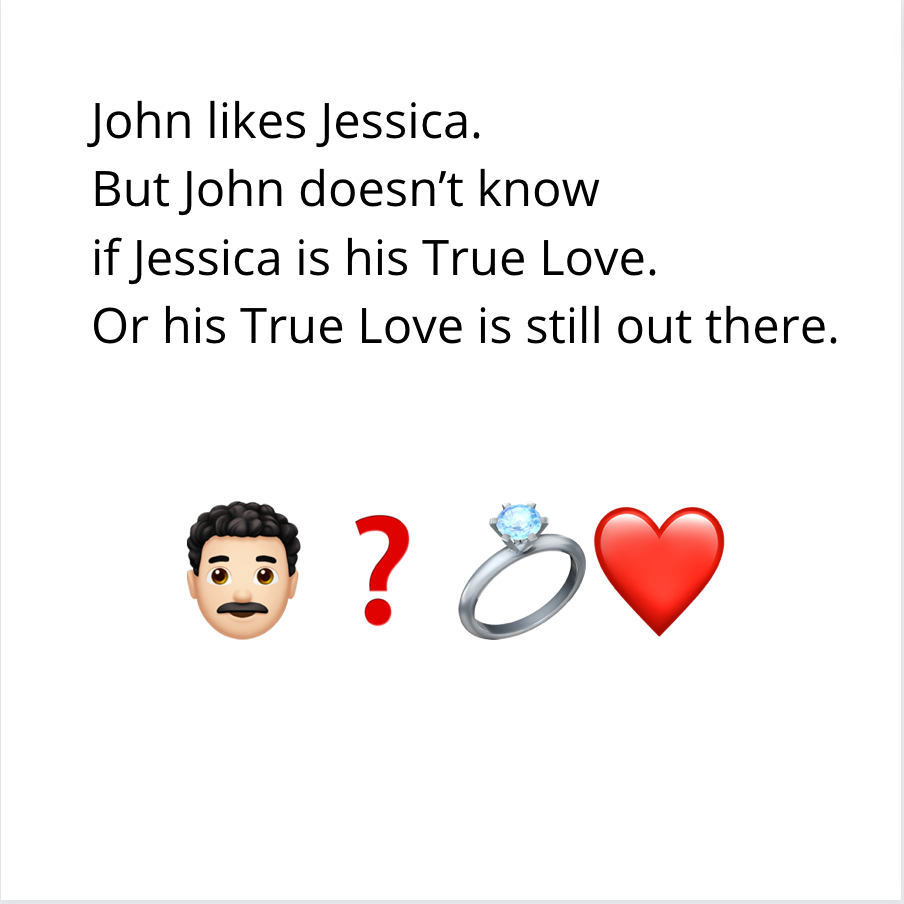 John likes Jessica.
But John doesn’t know
if Jessica is his True Love.
Or his True Love is still out there.